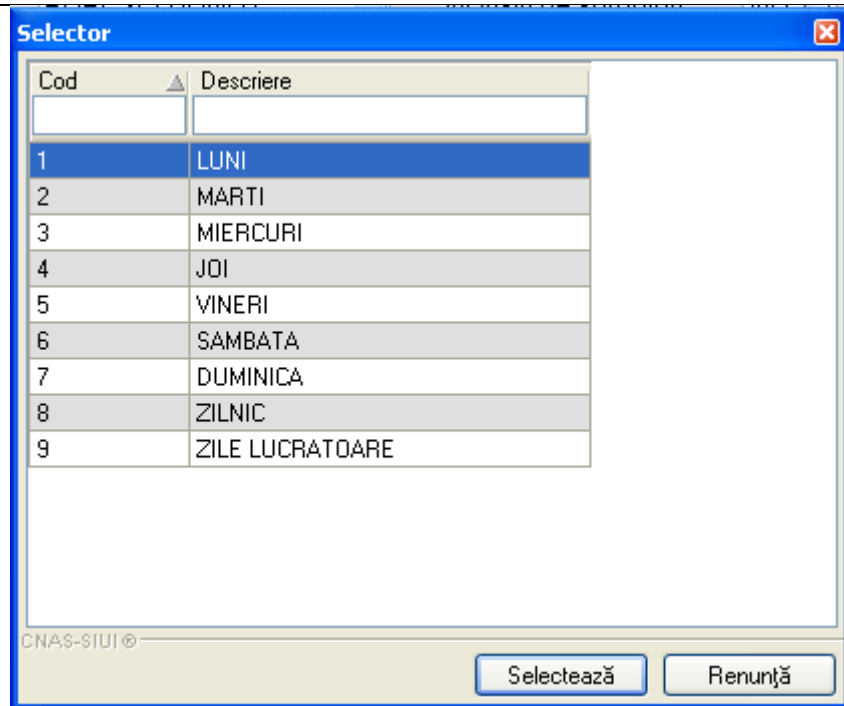 Selector
Cod Descriere
1 LUNI
2 MARTI
3 MIERCURI
4 JOI
5 VINERI
6 SAMBATA
7 DUMINICA
8 ZILNIC
9 ZILE LUCRATOARE
CNAS-SIUI®
Selectează Renunţă